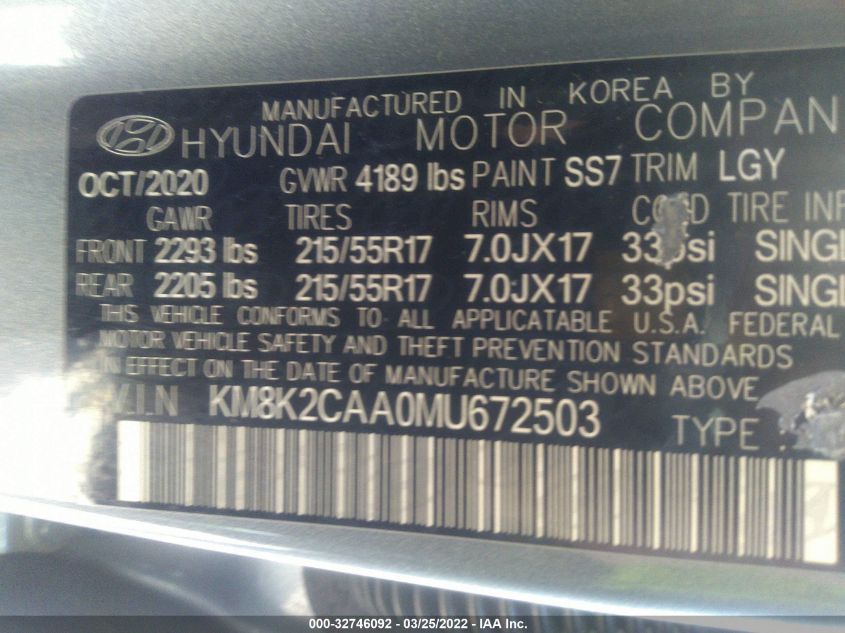 MANUFACTURED IN KOREA BY
HYUNDAI MOTOR COMPAN
OCT/2020 GVWR 4189 lbs PAINT SS7 TRIM LGY
GAWR TIRES RIMS TIRE INF
FRONT 2293 lbs 215/55R17 7.0JX17 SINGL
REAR 2205 lbs 215/55R17 7.0JX17 33psi SINGL
THIS VEHICLE CONFORMS TO ALL APPLICATABLE U.S.A. FEDERAL
MOTOR VEHICLE SAFETY AND THEFT PREVENTION STANDARDS
IN EFFECT ON THE DATE OF MANUFACTURE SHOWN ABOVE
V.I.N KM8K2CAA0MU672503 TYPE
000-32746092 - 03/25/2022 - IAA Inc.